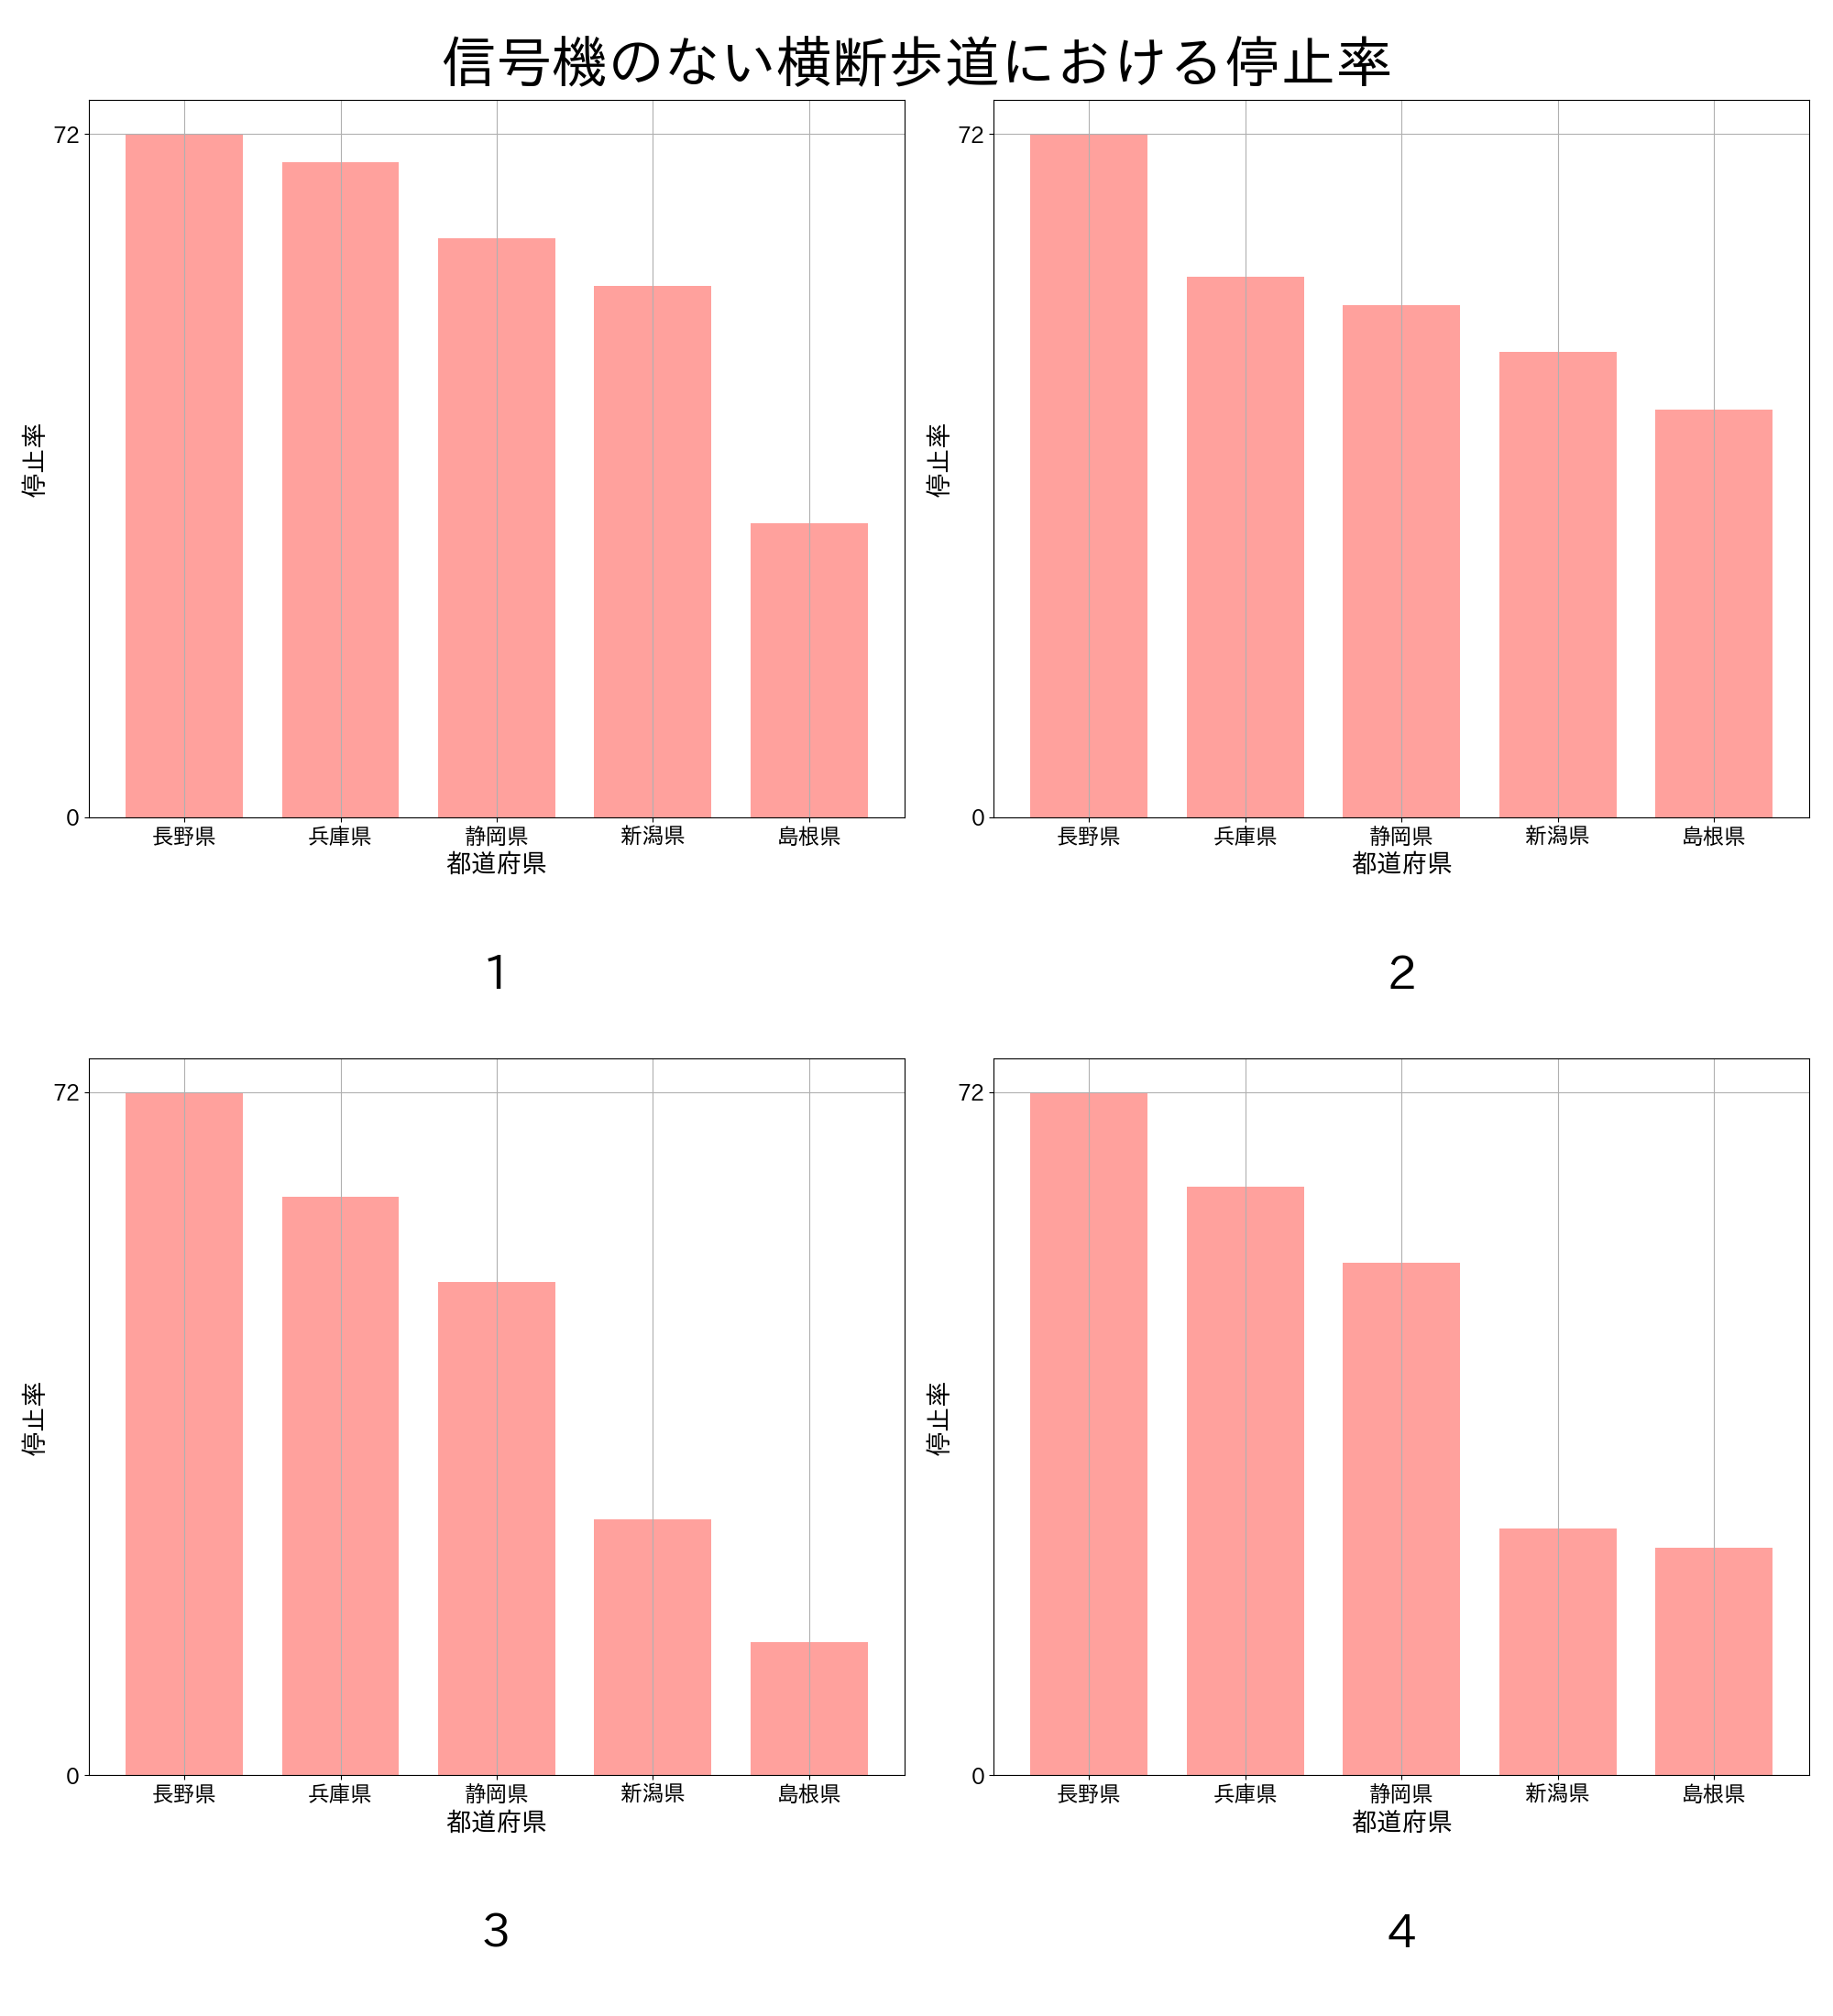 信号機のない横断歩道における停止率
72
0
停止率
長野県 兵庫県 静岡県 新潟県 島根県
都道府県
1
72
0
停止率
長野県 兵庫県 静岡県 新潟県 島根県
都道府県
2
72
0
停止率
長野県 兵庫県 静岡県 新潟県 島根県
都道府県
3
72
0
停止率
長野県 兵庫県 静岡県 新潟県 島根県
都道府県
4